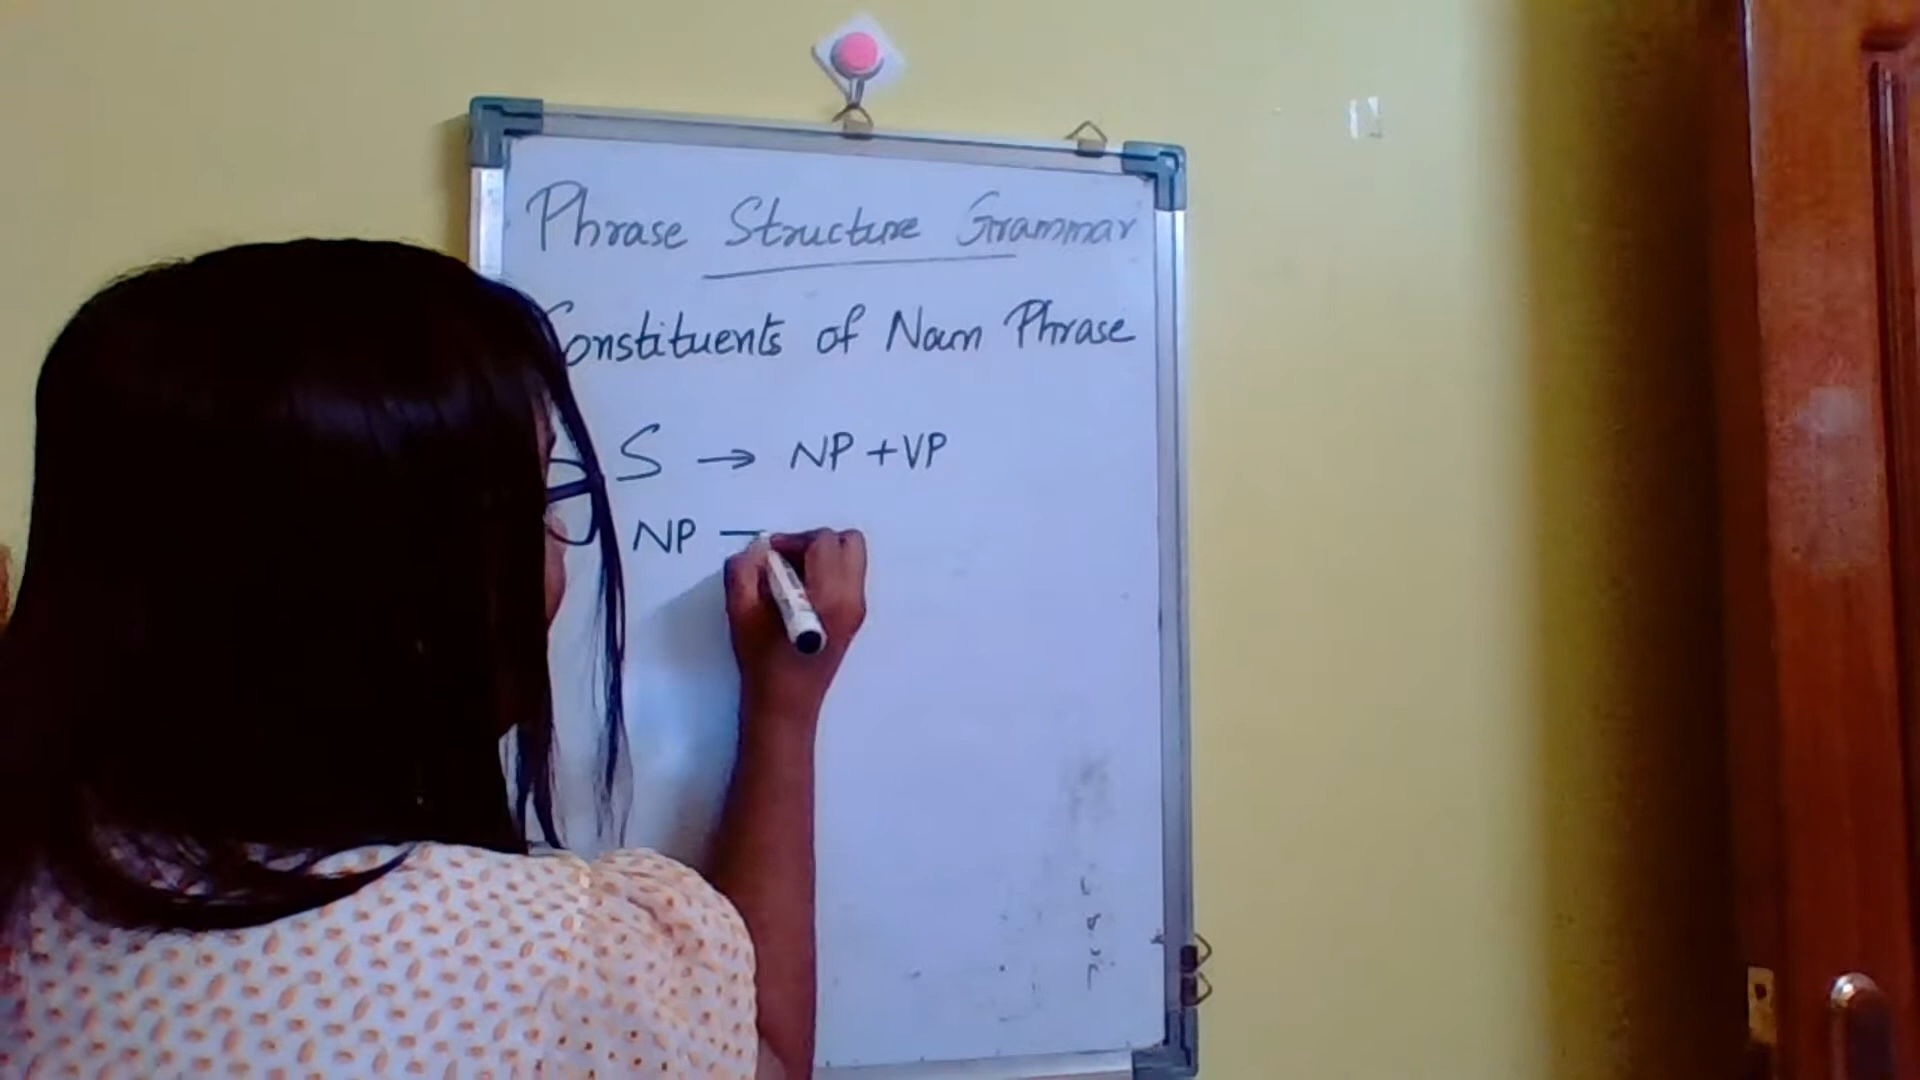 Phrase Structure Grammar
Constituents of Noun Phrase
S → NP + VP
NP —